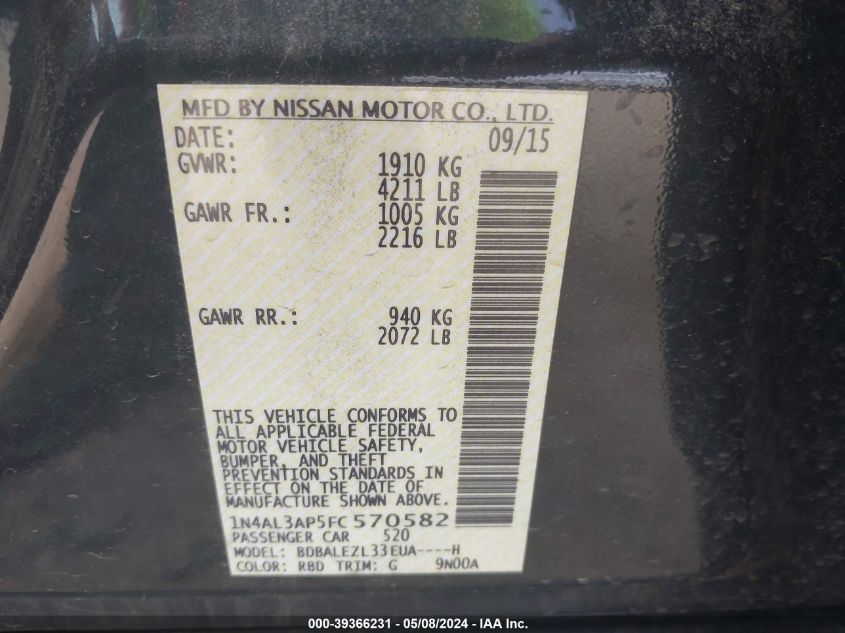 MFD BY NISSAN MOTOR CO., LTD.
DATE: 09/15
GVWR: 1910 KG
4211 LB
GAWR FR.: 1005 KG
2216 LB
GAWR RR.: 940 KG
2072 LB
THIS VEHICLE CONFORMS TO
ALL APPLICABLE FEDERAL
MOTOR VEHICLE SAFETY,
BUMPER, AND THEFT
PREVENTION STANDARDS IN
EFFECT ON THE DATE OF
MANUFACTURE SHOWN ABOVE.
1N4AL3AP5FC570582
PASSENGER CAR 520
MODEL: BDBALEZL33EUA----H
COLOR: RBD TRIM: G 9N00A
000-39366231 - 05/08/2024 - IAA Inc.